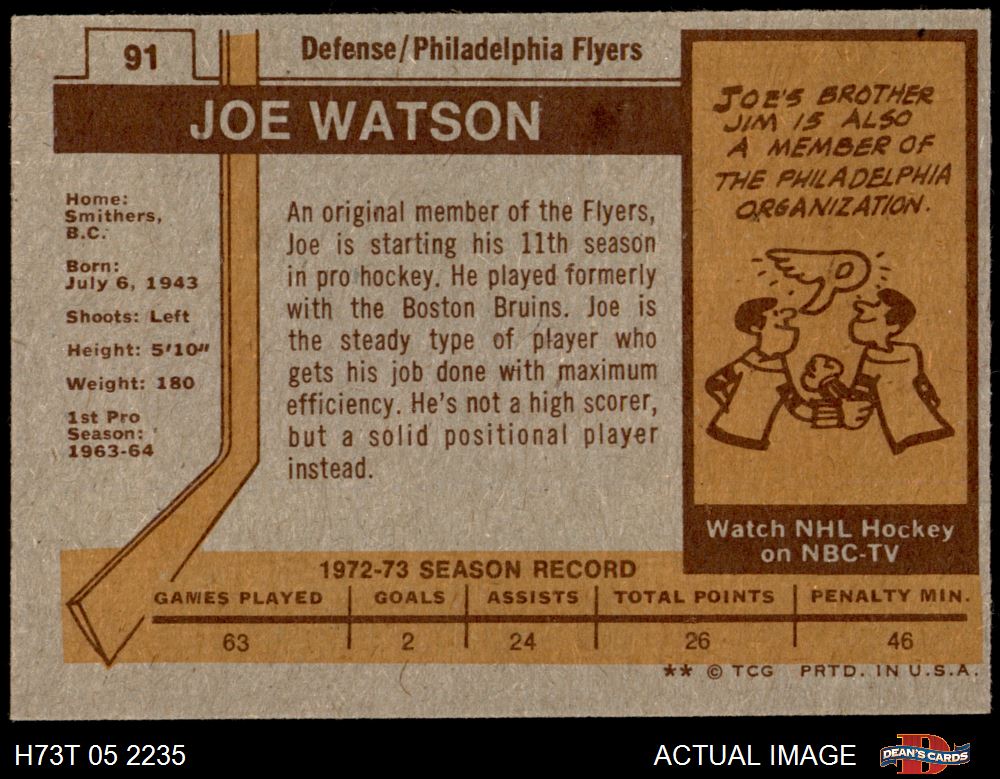 91
Defense/Philadelphia Flyers
JOE WATSON
Home:
Smithers,
B.C.
Born:
July 6, 1943
Shoots: Left
Height: 5'10"
Weight: 180
1st Pro
Season:
1963-64
An original member of the Flyers,
Joe is starting his 11th season
in pro hockey. He played formerly
with the Boston Bruins. Joe is
the steady type of player who
gets his job done with maximum
efficiency. He's not a high scorer,
but a solid positional player
instead.
JOE'S BROTHER
JIM IS ALSO
A MEMBER OF
THE PHILADELPHIA
ORGANIZATION.
Watch NHL Hockey
on NBC-TV
1972-73 SEASON RECORD
GAMES PLAYED GOALS ASSISTS TOTAL POINTS PENALTY MIN.
63 2 24 26 46
** © TCG PRTD. IN U.S.A.
H73T 05 2235 ACTUAL IMAGE DEAN'S CARDS